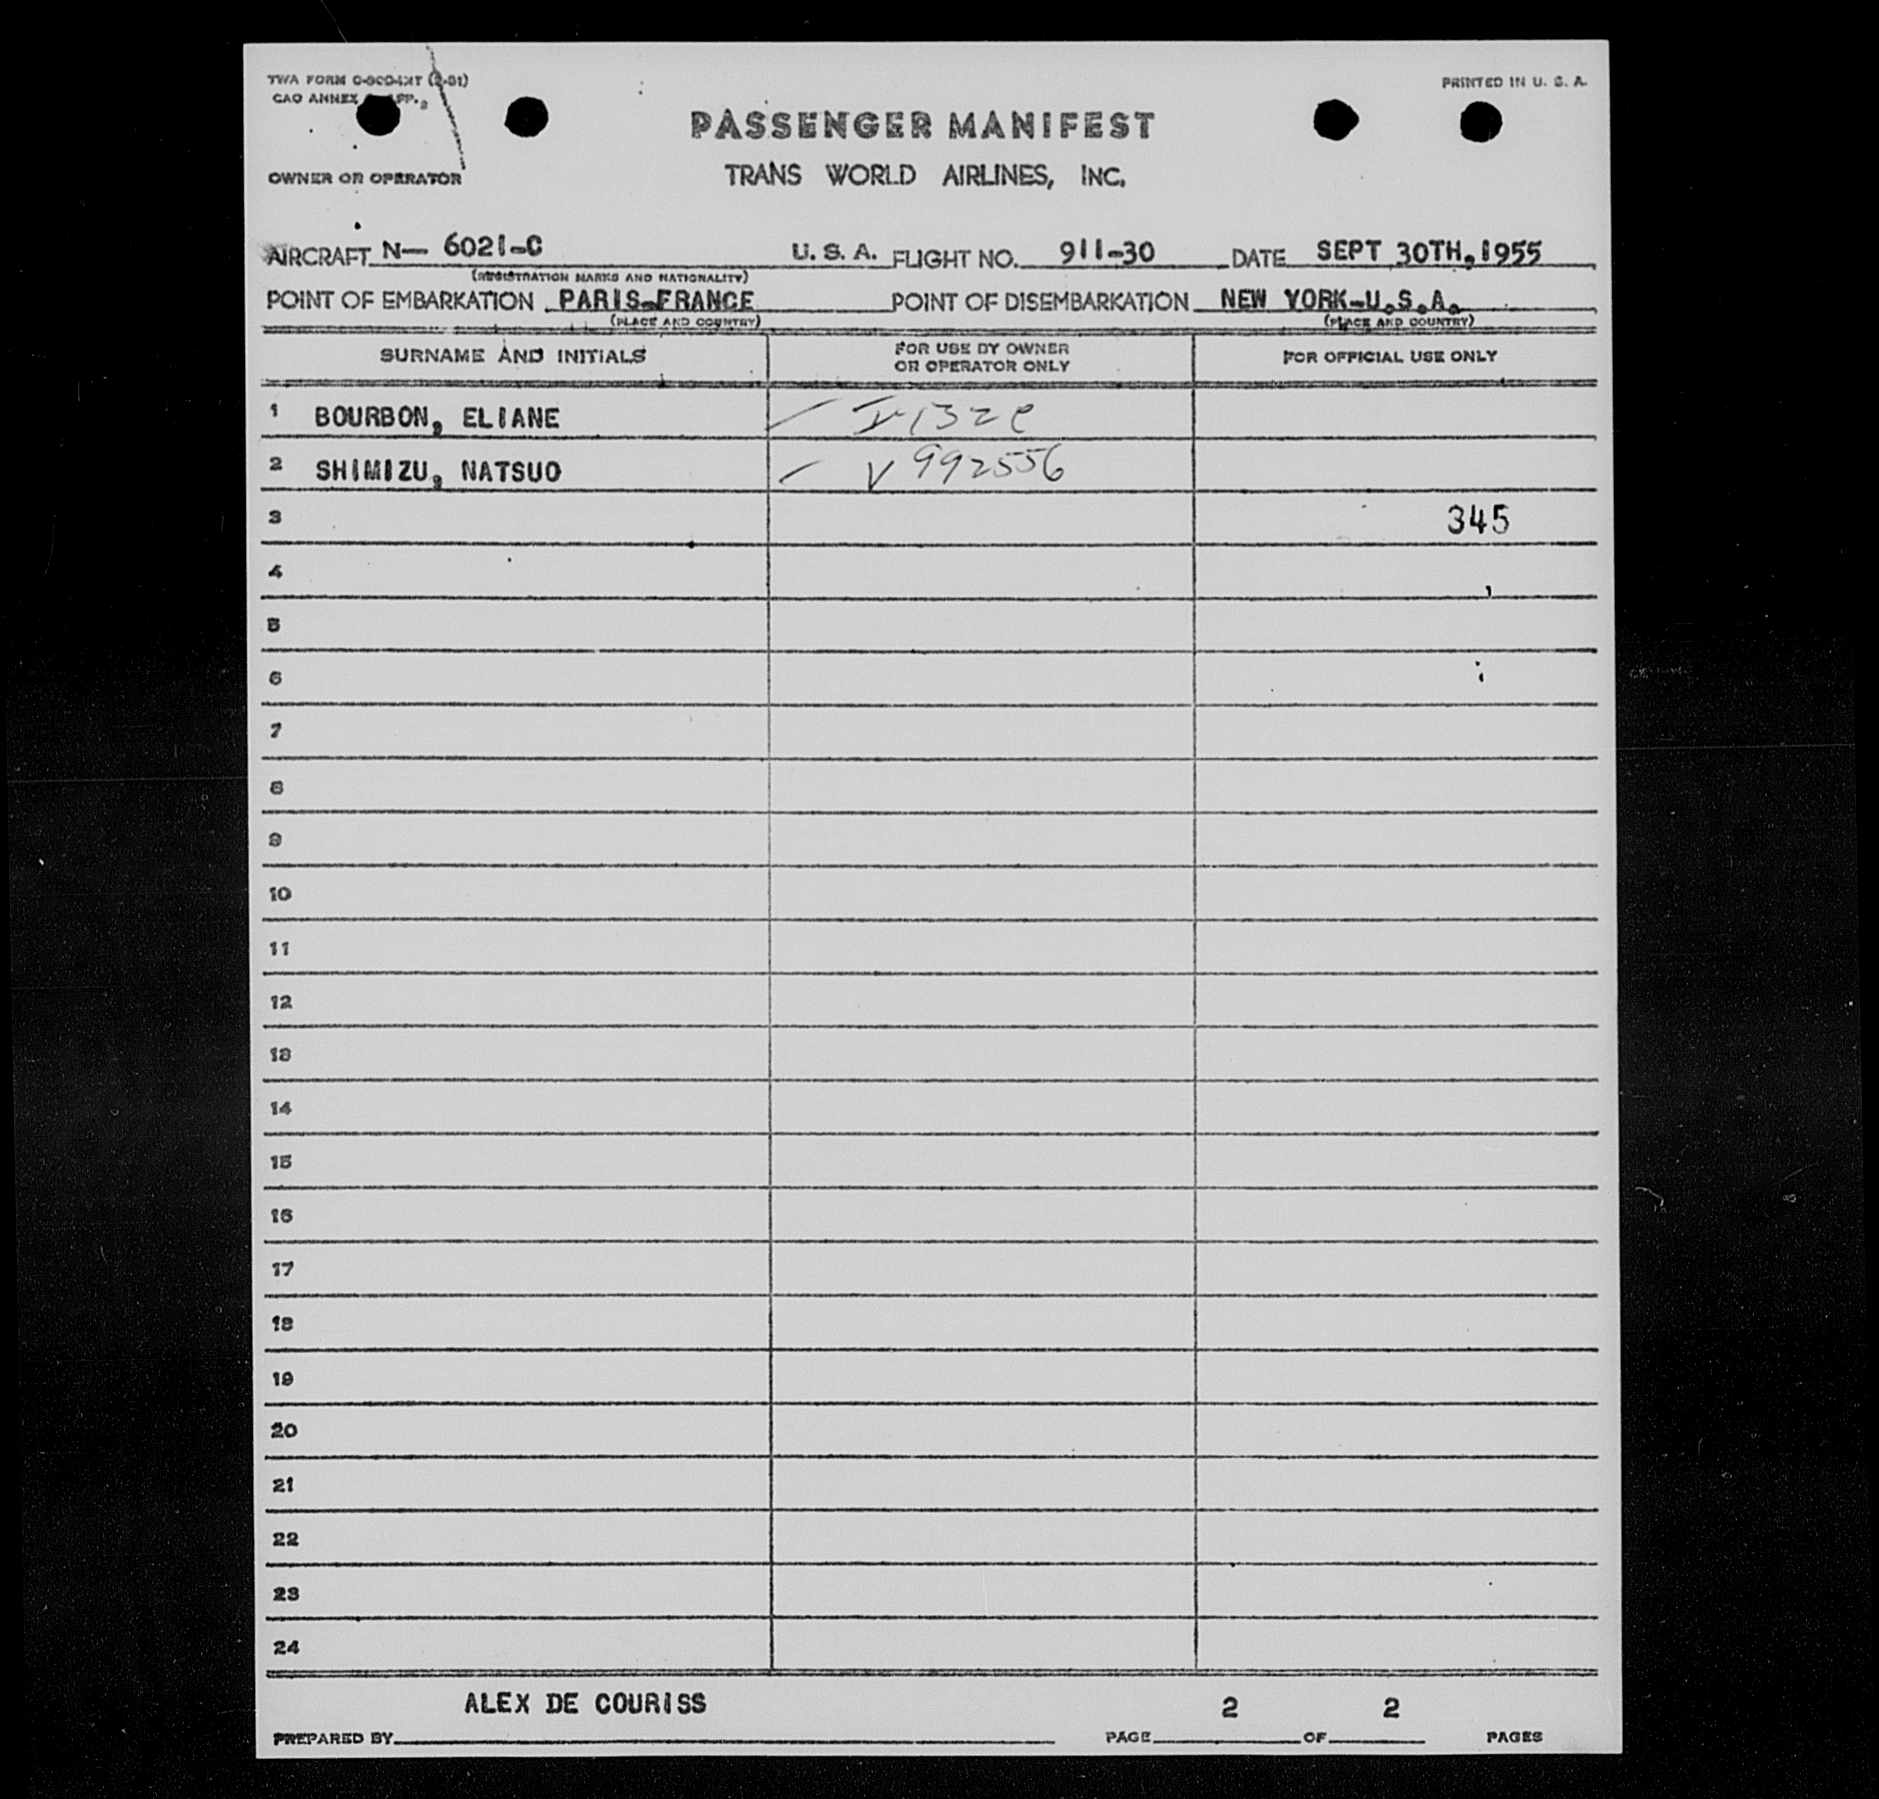 PRINTED IN U. S. A.
PASSENGER MANIFEST
OWNER OR OPERATOR
TRANS WORLD AIRLINES, INC.
AIRCRAFT N— 6021-C U. S. A. FLIGHT NO. 911-30 DATE SEPT 30TH, 1955
(REGISTRATION MARKS AND NATIONALITY)
POINT OF EMBARKATION PARIS-FRANCE POINT OF DISEMBARKATION NEW YORK-U.S.A.
(PLACE AND COUNTRY) (PLACE AND COUNTRY)
SURNAME AND INITIALS FOR USE BY OWNER OR OPERATOR ONLY FOR OFFICIAL USE ONLY
1 BOURBON, ELIANE
2 SHIMIZU, NATSUO V 992556
3 345
4
5
6
7
8
9
10
11
12
13
14
15
16
17
18
19
20
21
22
23
24
ALEX DE COURISS 2 2
PREPARED BY PAGE OF PAGES